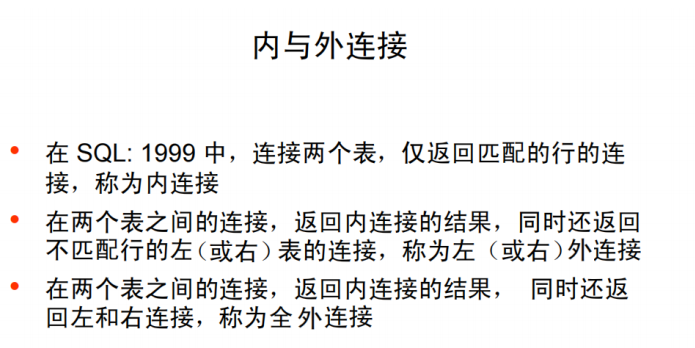 内与外连接
• 在 SQL: 1999 中，连接两个表，仅返回匹配的行的连
接，称为内连接
• 在两个表之间的连接，返回内连接的结果，同时还返回
不匹配行的左（或右）表的连接，称为左（或右）外连接
• 在两个表之间的连接，返回内连接的结果， 同时还返
回左和右连接，称为全外连接